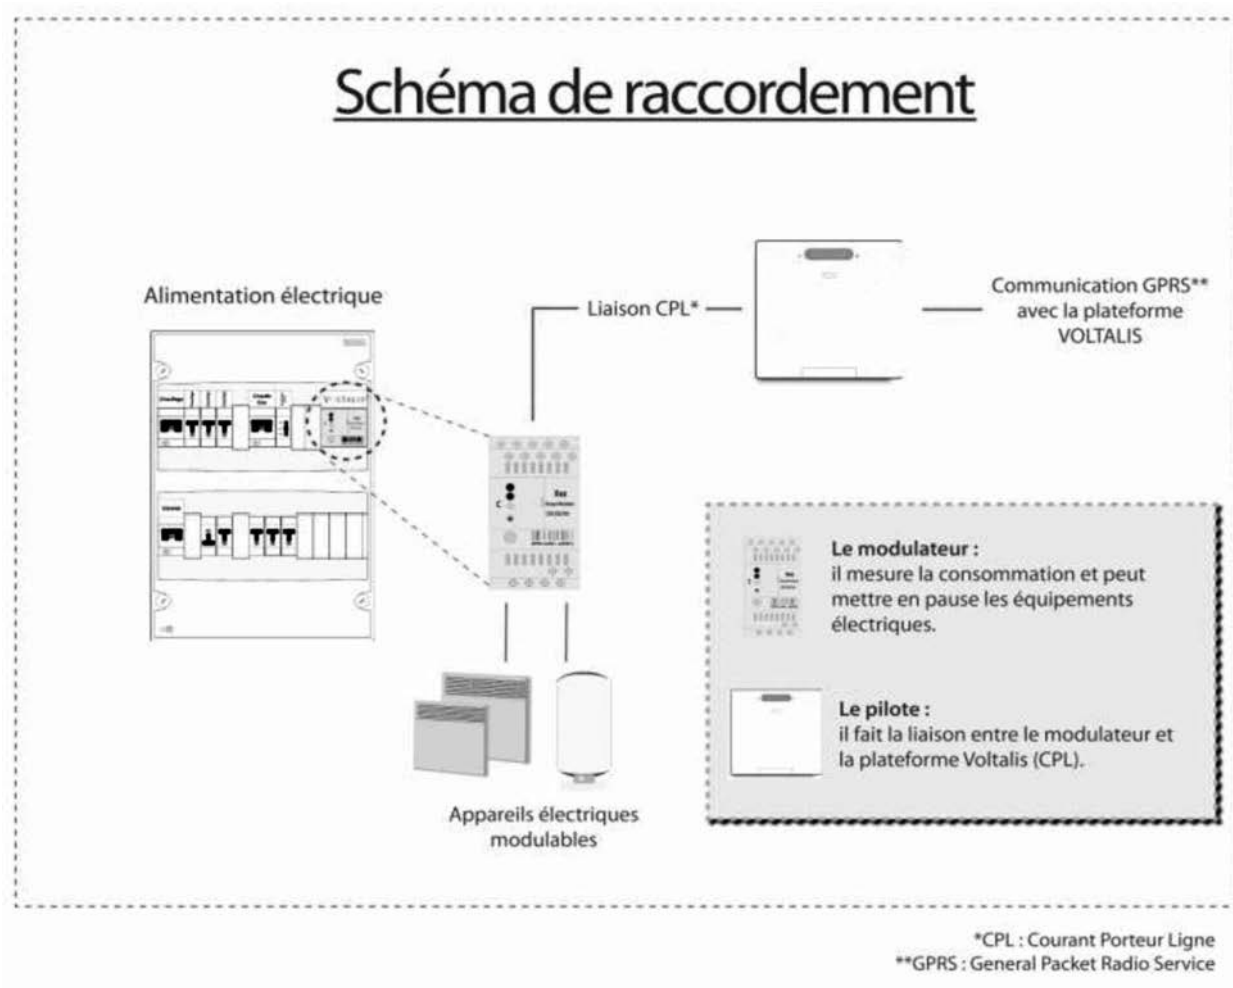 Schéma de raccordement
Alimentation électrique
Liaison CPL*
Communication GPRS**
avec la plateforme
VOLTALIS
Chauffage
Le modulateur :
il mesure la consommation et peut
mettre en pause les équipements
électriques.
Le pilote :
il fait la liaison entre le modulateur et
la plateforme Voltalis (CPL).
Appareils électriques
modulables
*CPL : Courant Porteur Ligne
**GPRS : General Packet Radio Service